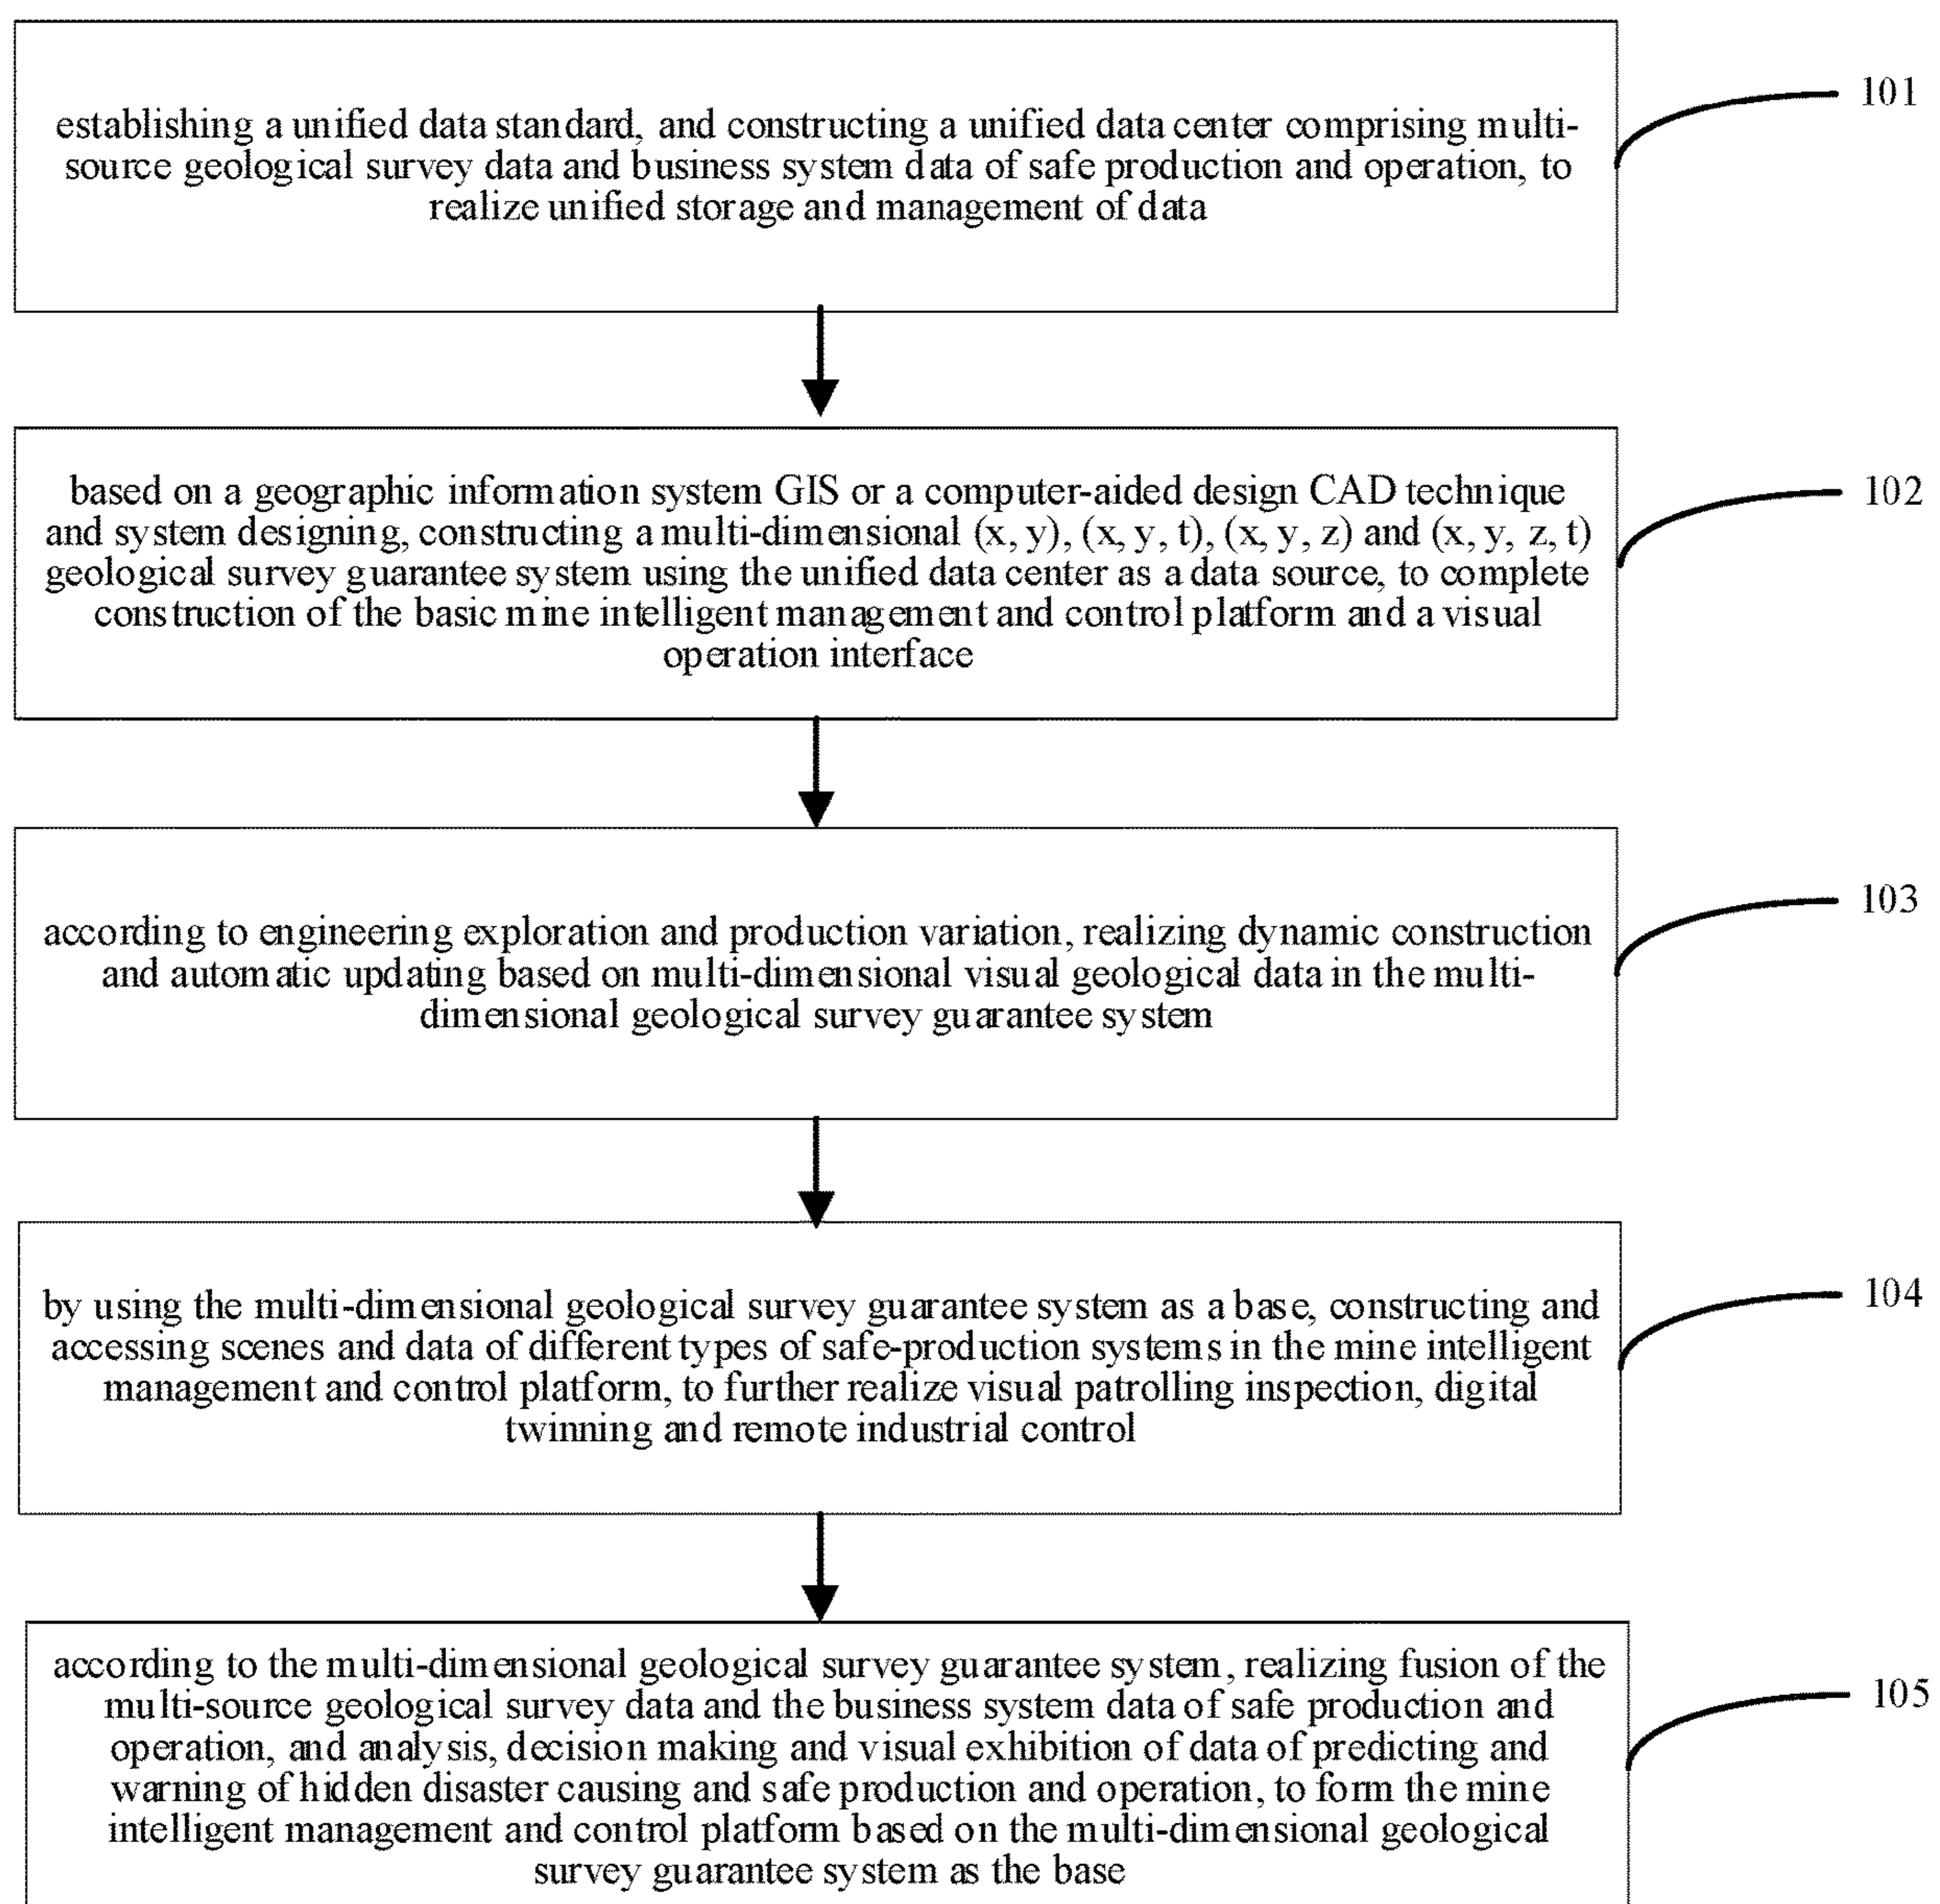 establishing a unified data standard, and constructing a unified data center comprising multi-
source geological survey data and business system data of safe production and operation, to
realize unified storage and management of data
101
based on a geographic information system GIS or a computer-aided design CAD technique
and system designing, constructing a multi-dimensional (x, y), (x, y, t), (x, y, z) and (x, y, z, t)
geological survey guarantee system using the unified data center as a data source, to complete
construction of the basic mine intelligent management and control platform and a visual
operation interface
102
according to engineering exploration and production variation, realizing dynamic construction
and automatic updating based on multi-dimensional visual geological data in the multi-
dimensional geological survey guarantee system
103
by using the multi-dimensional geological survey guarantee system as a base, constructing and
accessing scenes and data of different types of safe-production systems in the mine intelligent
management and control platform, to further realize visual patrolling inspection, digital
twinning and remote industrial control
104
according to the multi-dimensional geological survey guarantee system, realizing fusion of the
multi-source geological survey data and the business system data of safe production and
operation, and analysis, decision making and visual exhibition of data of predicting and
warning of hidden disaster causing and safe production and operation, to form the mine
intelligent management and control platform based on the multi-dimensional geological
survey guarantee system as the base
105